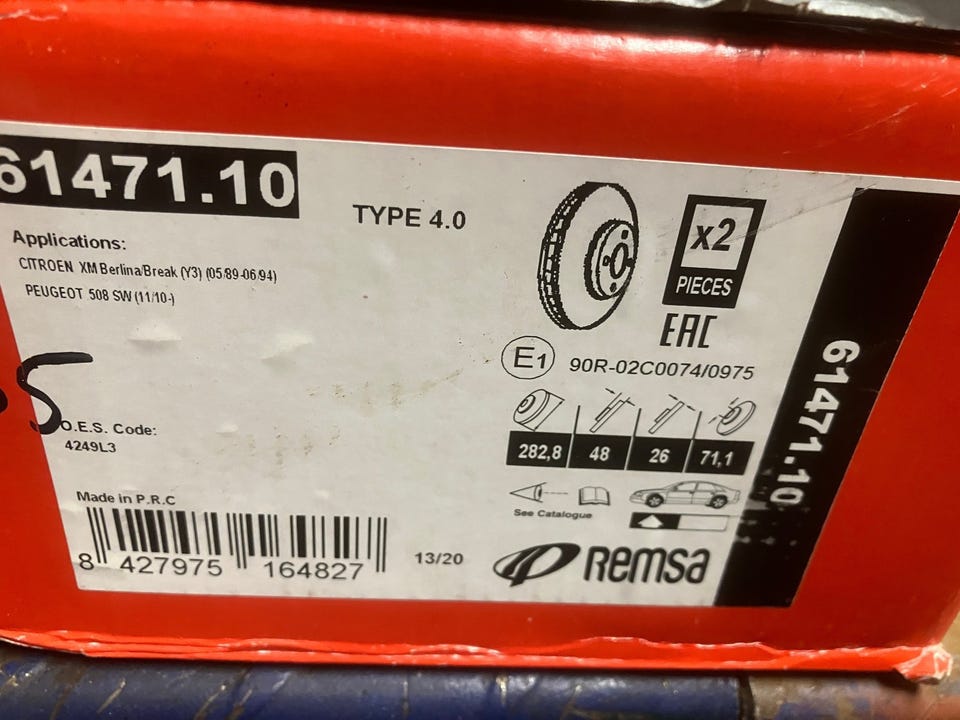 61471.10
TYPE 4.0
x2
PIECES
Applications:
CITROEN XM Berlina/Break (Y3) (05/89-06/94)
PEUGEOT 508 SW (11/10-)
EAC
E1 90R-02C0074/0975
S
O.E.S. Code:
4249L3
282,8 48 26 71,1
See Catalogue
Made in P.R.C
8 427975 164827
13/20
Remsa
61471.10